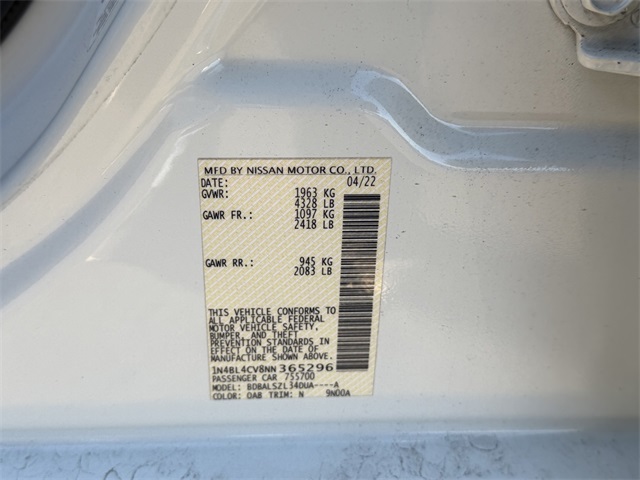 MFD BY NISSAN MOTOR CO., LTD.
DATE: 04/22
GVWR: 1963 KG
4328 LB
GAWR FR.: 1097 KG
2418 LB
GAWR RR.: 945 KG
2083 LB
THIS VEHICLE CONFORMS TO
ALL APPLICABLE FEDERAL
MOTOR VEHICLE SAFETY,
BUMPER, AND THEFT
PREVENTION STANDARDS
IN EFFECT ON THE DATE OF
MANUFACTURE SHOWN ABOVE.
1N4BL4CV8NN365296
PASSENGER CAR 755700
MODEL: BDBALSZL34DUA----A
COLOR: QAB TRIM: N 9N00A